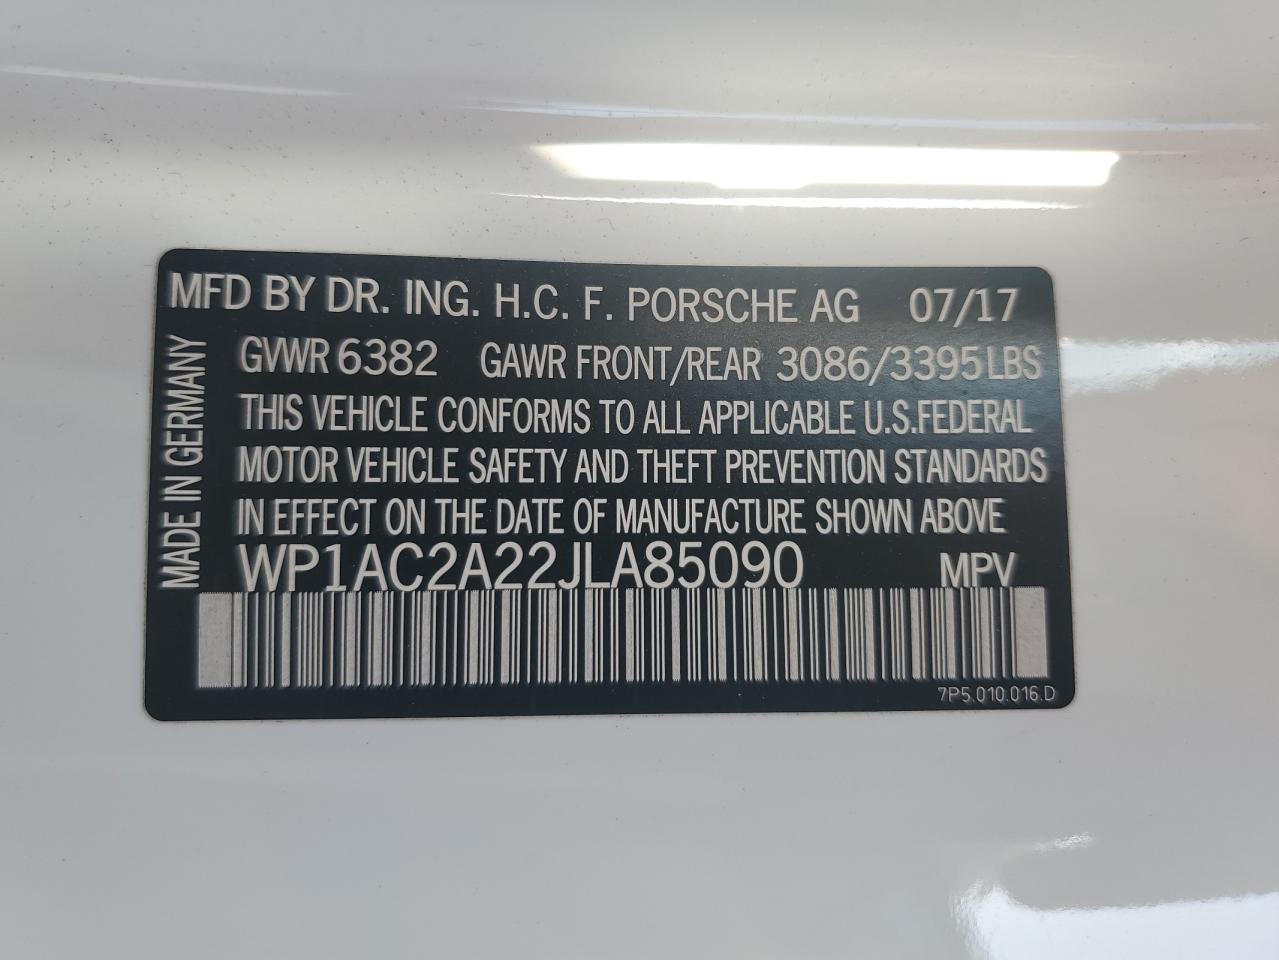 MFD BY DR. ING. H.C. F. PORSCHE AG 07/17
GVWR 6382 GAWR FRONT/REAR 3086/3395 LBS
THIS VEHICLE CONFORMS TO ALL APPLICABLE U.S.FEDERAL
MOTOR VEHICLE SAFETY AND THEFT PREVENTION STANDARDS
IN EFFECT ON THE DATE OF MANUFACTURE SHOWN ABOVE
WP1AC2A22JLA85090 MPV
7P5.010.016.D
MADE IN GERMANY